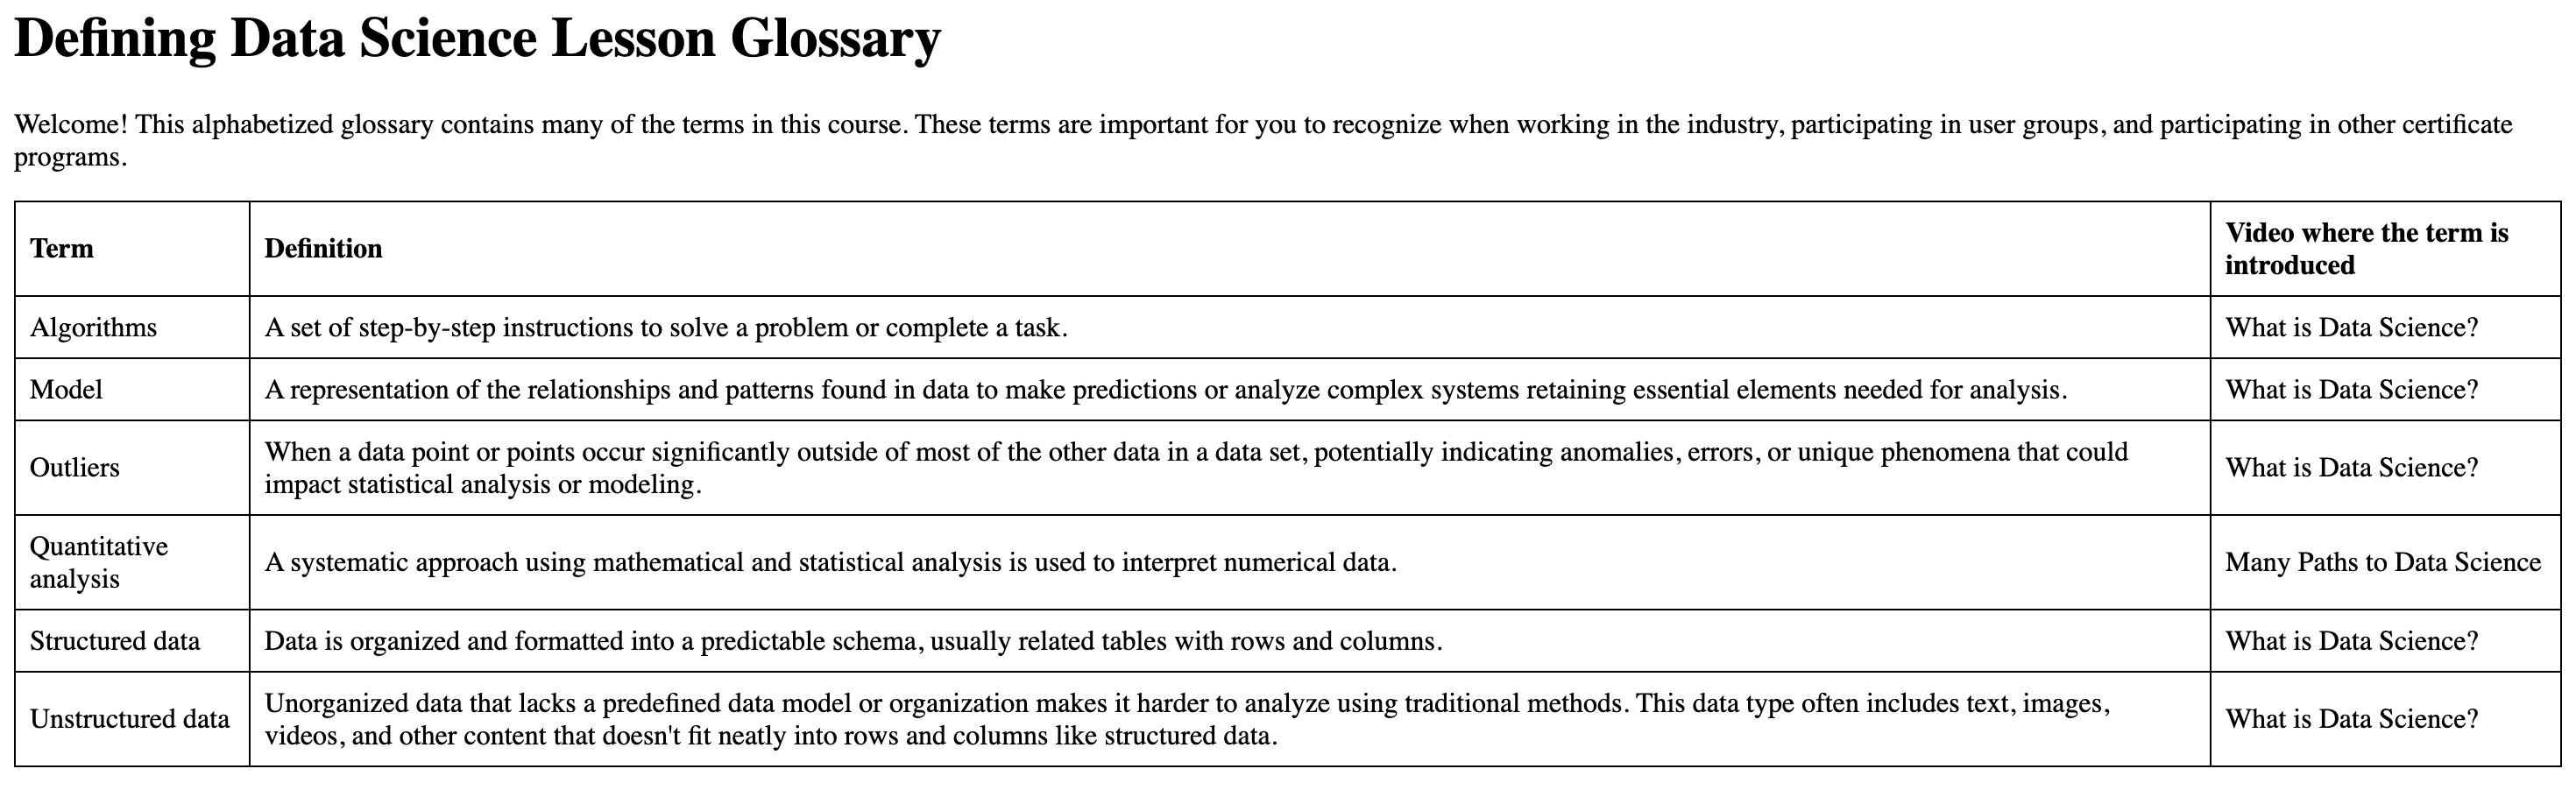 Defining Data Science Lesson Glossary
Welcome! This alphabetized glossary contains many of the terms in this course. These terms are important for you to recognize when working in the industry, participating in user groups, and participating in other certificate
programs.
Term
Definition
Video where the term is
introduced
Algorithms
A set of step-by-step instructions to solve a problem or complete a task.
What is Data Science?
Model
A representation of the relationships and patterns found in data to make predictions or analyze complex systems retaining essential elements needed for analysis.
What is Data Science?
Outliers
When a data point or points occur significantly outside of most of the other data in a data set, potentially indicating anomalies, errors, or unique phenomena that could
impact statistical analysis or modeling.
What is Data Science?
Quantitative
analysis
A systematic approach using mathematical and statistical analysis is used to interpret numerical data.
Many Paths to Data Science
Structured data
Data is organized and formatted into a predictable schema, usually related tables with rows and columns.
What is Data Science?
Unstructured data
Unorganized data that lacks a predefined data model or organization makes it harder to analyze using traditional methods. This data type often includes text, images,
videos, and other content that doesn't fit neatly into rows and columns like structured data.
What is Data Science?